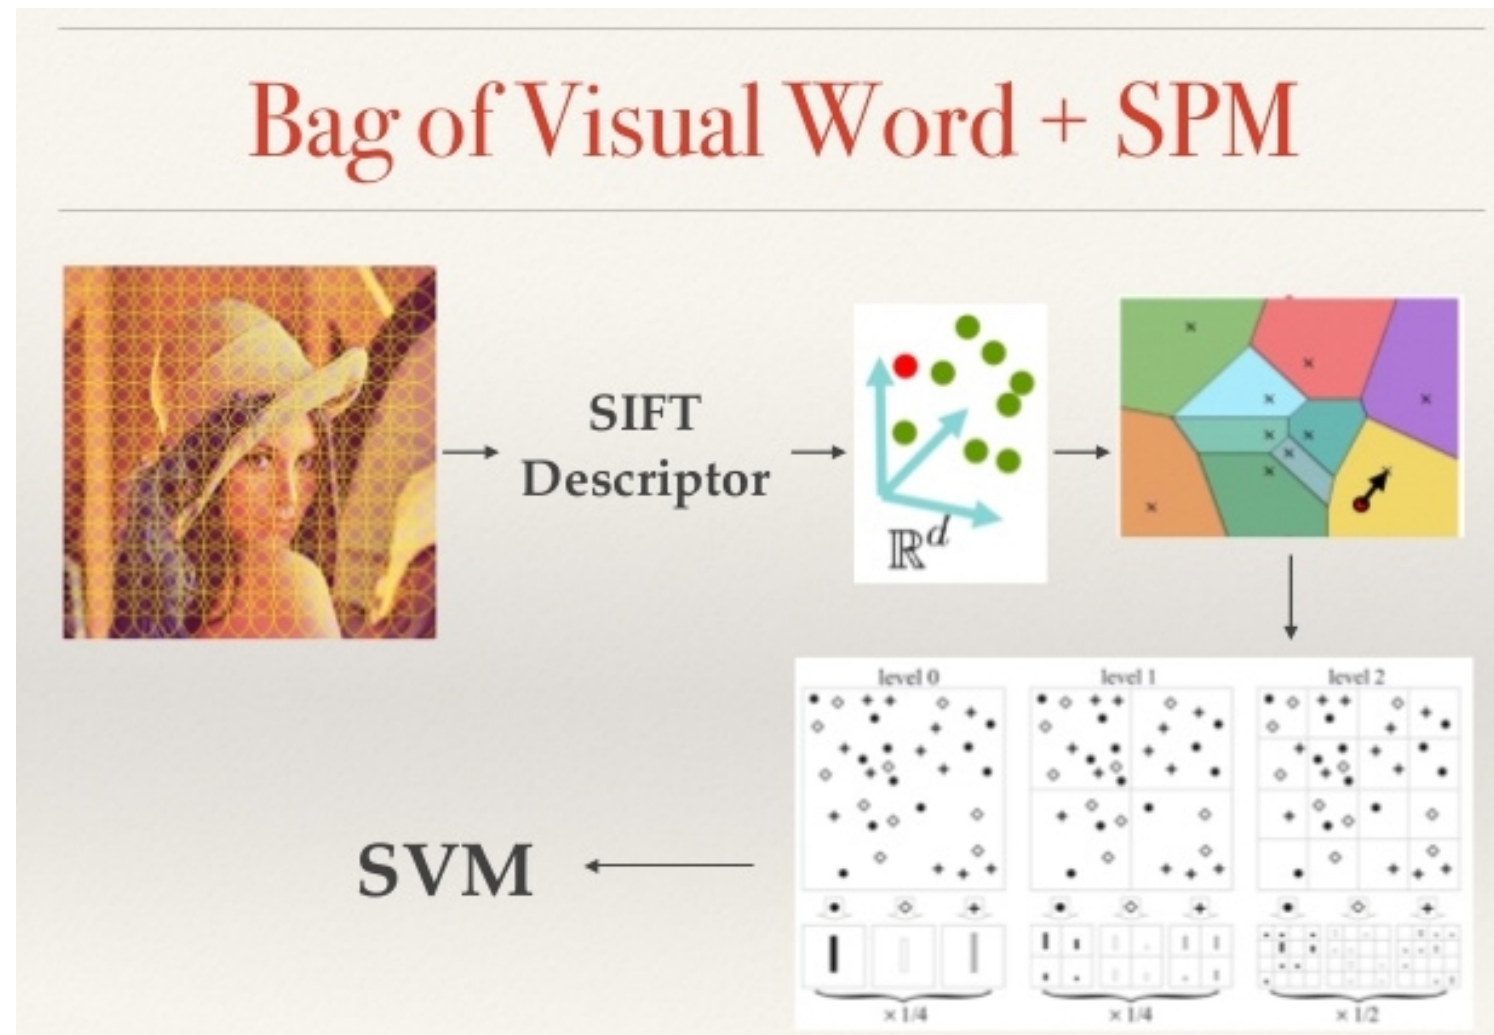 Bag of Visual Word + SPM
SIFT
Descriptor
ℝᵈ
level 0
level 1
level 2
× 1/4
× 1/4
× 1/2
SVM